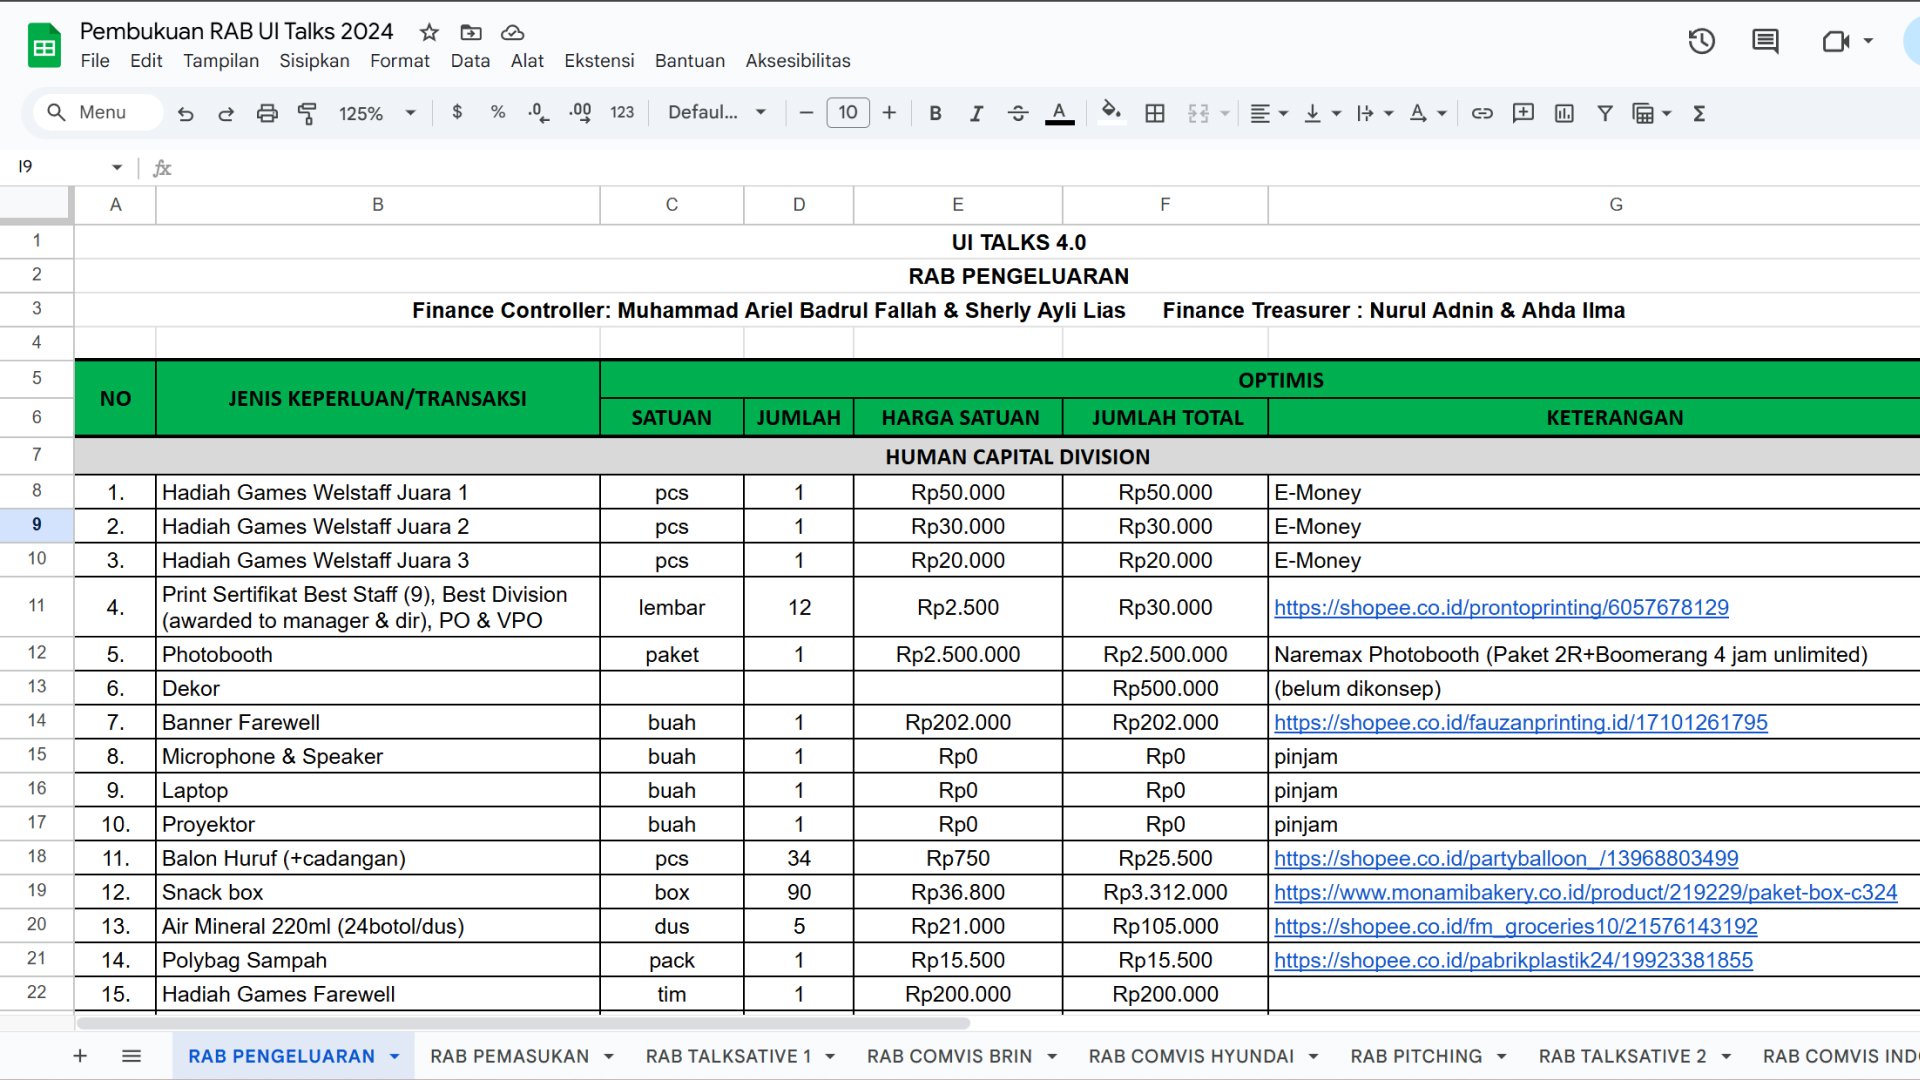 Pembukuan RAB UI Talks 2024
File Edit Tampilan Sisipkan Format Data Alat Ekstensi Bantuan Aksesibilitas
Menu 125% $ % .0 .00 123 Defaul... − 10 + B I S A A Σ
I9 fx
A B C D E F G
1 UI TALKS 4.0
2 RAB PENGELUARAN
3 Finance Controller: Muhammad Ariel Badrul Fallah & Sherly Ayli Lias Finance Treasurer : Nurul Adnin & Ahda Ilma
4
5 NO JENIS KEPERLUAN/TRANSAKSI OPTIMIS
6 SATUAN JUMLAH HARGA SATUAN JUMLAH TOTAL KETERANGAN
7 HUMAN CAPITAL DIVISION
8 1. Hadiah Games Welstaff Juara 1 pcs 1 Rp50.000 Rp50.000 E-Money
9 2. Hadiah Games Welstaff Juara 2 pcs 1 Rp30.000 Rp30.000 E-Money
10 3. Hadiah Games Welstaff Juara 3 pcs 1 Rp20.000 Rp20.000 E-Money
11 4. Print Sertifikat Best Staff (9), Best Division
(awarded to manager & dir), PO & VPO lembar 12 Rp2.500 Rp30.000 https://shopee.co.id/prontoprinting/6057678129
12 5. Photobooth paket 1 Rp2.500.000 Rp2.500.000 Naremax Photobooth (Paket 2R+Boomerang 4 jam unlimited)
13 6. Dekor Rp500.000 (belum dikonsep)
14 7. Banner Farewell buah 1 Rp202.000 Rp202.000 https://shopee.co.id/fauzanprinting.id/17101261795
15 8. Microphone & Speaker buah 1 Rp0 Rp0 pinjam
16 9. Laptop buah 1 Rp0 Rp0 pinjam
17 10. Proyektor buah 1 Rp0 Rp0 pinjam
18 11. Balon Huruf (+cadangan) pcs 34 Rp750 Rp25.500 https://shopee.co.id/partyballoon_/13968803499
19 12. Snack box box 90 Rp36.800 Rp3.312.000 https://www.monamibakery.co.id/product/219229/paket-box-c324
20 13. Air Mineral 220ml (24botol/dus) dus 5 Rp21.000 Rp105.000 https://shopee.co.id/fm_groceries10/21576143192
21 14. Polybag Sampah pack 1 Rp15.500 Rp15.500 https://shopee.co.id/pabrikplastik24/19923381855
22 15. Hadiah Games Farewell tim 1 Rp200.000 Rp200.000
+ RAB PENGELUARAN RAB PEMASUKAN RAB TALKSATIVE 1 RAB COMVIS BRIN RAB COMVIS HYUNDAI RAB PITCHING RAB TALKSATIVE 2 RAB COMVIS